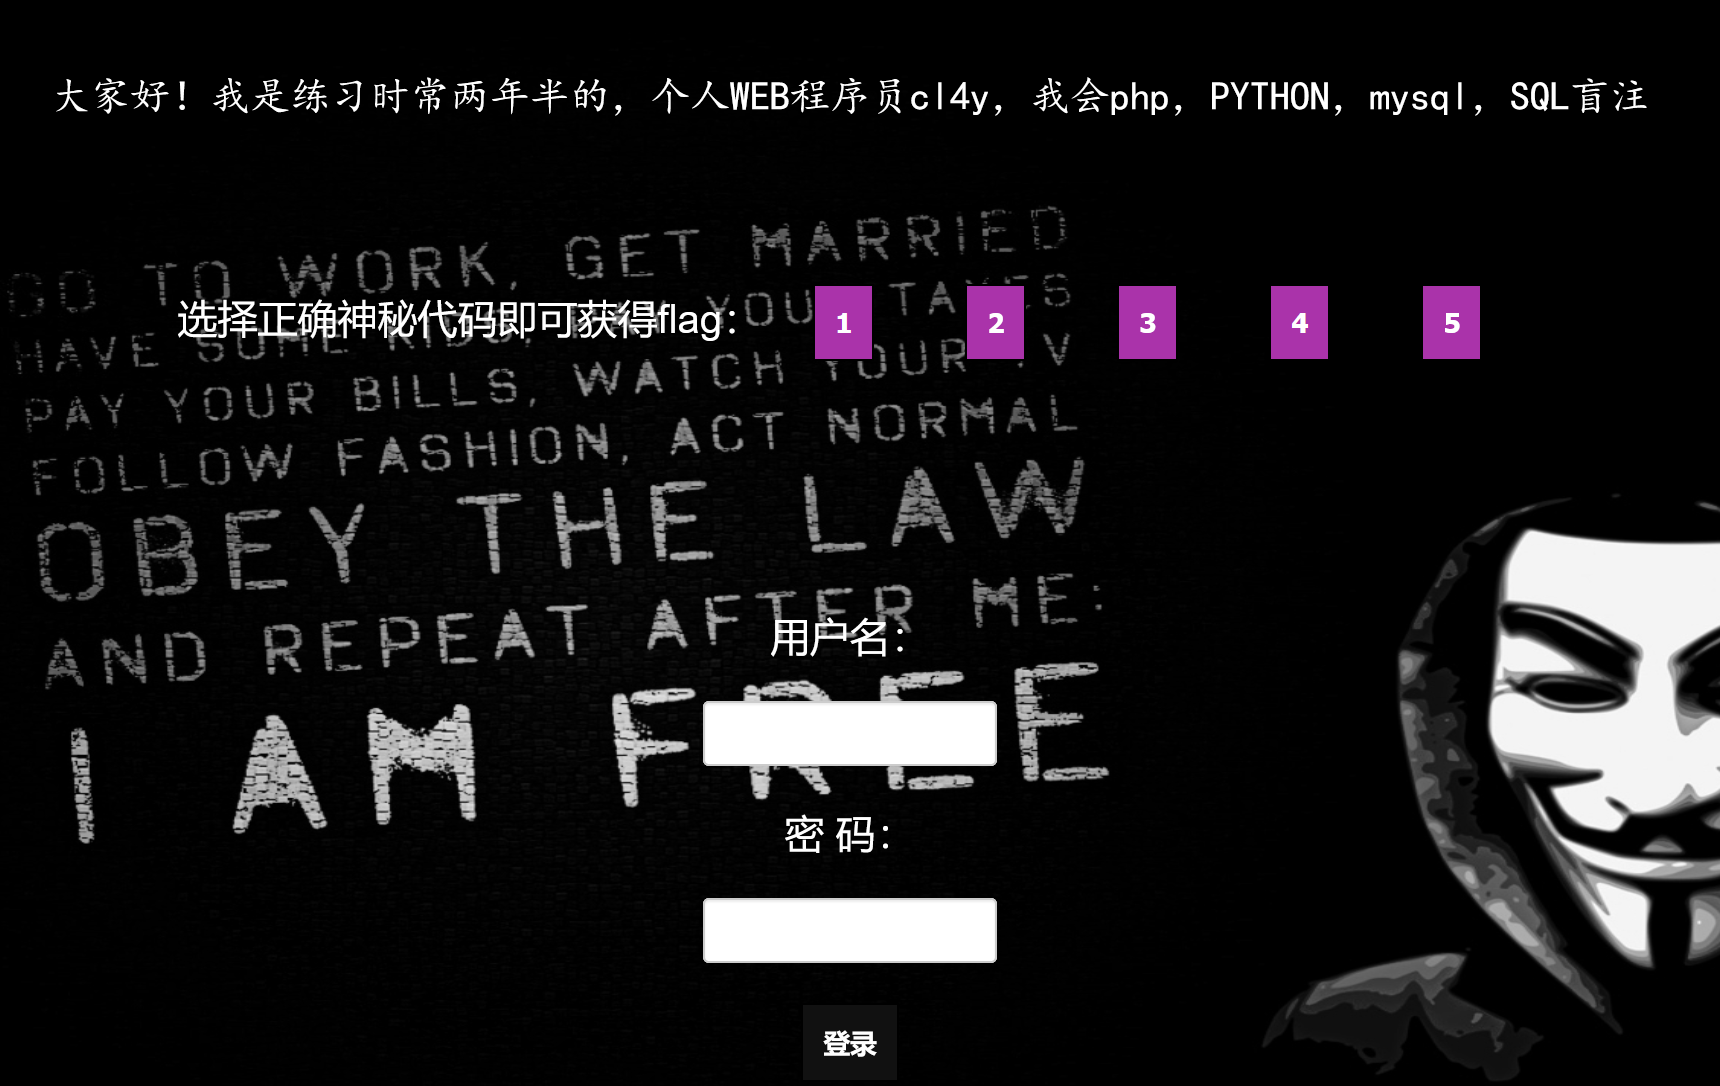 大家好！我是练习时常两年半的，个人WEB程序员cl4y，我会php，PYTHON，mysql，SQL盲注
GO TO WORK, GET MARRIED
选择正确神秘代码即可获得flag： 1 2 3 4 5
HAVE SOME KIDS, PAY YOUR TAXES
PAY YOUR BILLS, WATCH YOUR TV
FOLLOW FASHION, ACT NORMAL
OBEY THE LAW
AND REPEAT AFTER ME:
I AM FREE
用户名：
密 码：
登录